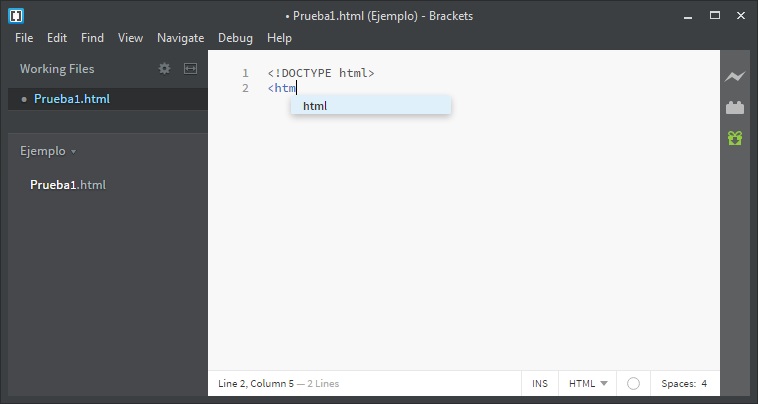 • Prueba1.html (Ejemplo) - Brackets
File Edit Find View Navigate Debug Help
Working Files
Prueba1.html
Ejemplo
Prueba1.html
1 <!DOCTYPE html>
2 <htm
html
Line 2, Column 5 — 2 Lines
INS
HTML
Spaces: 4